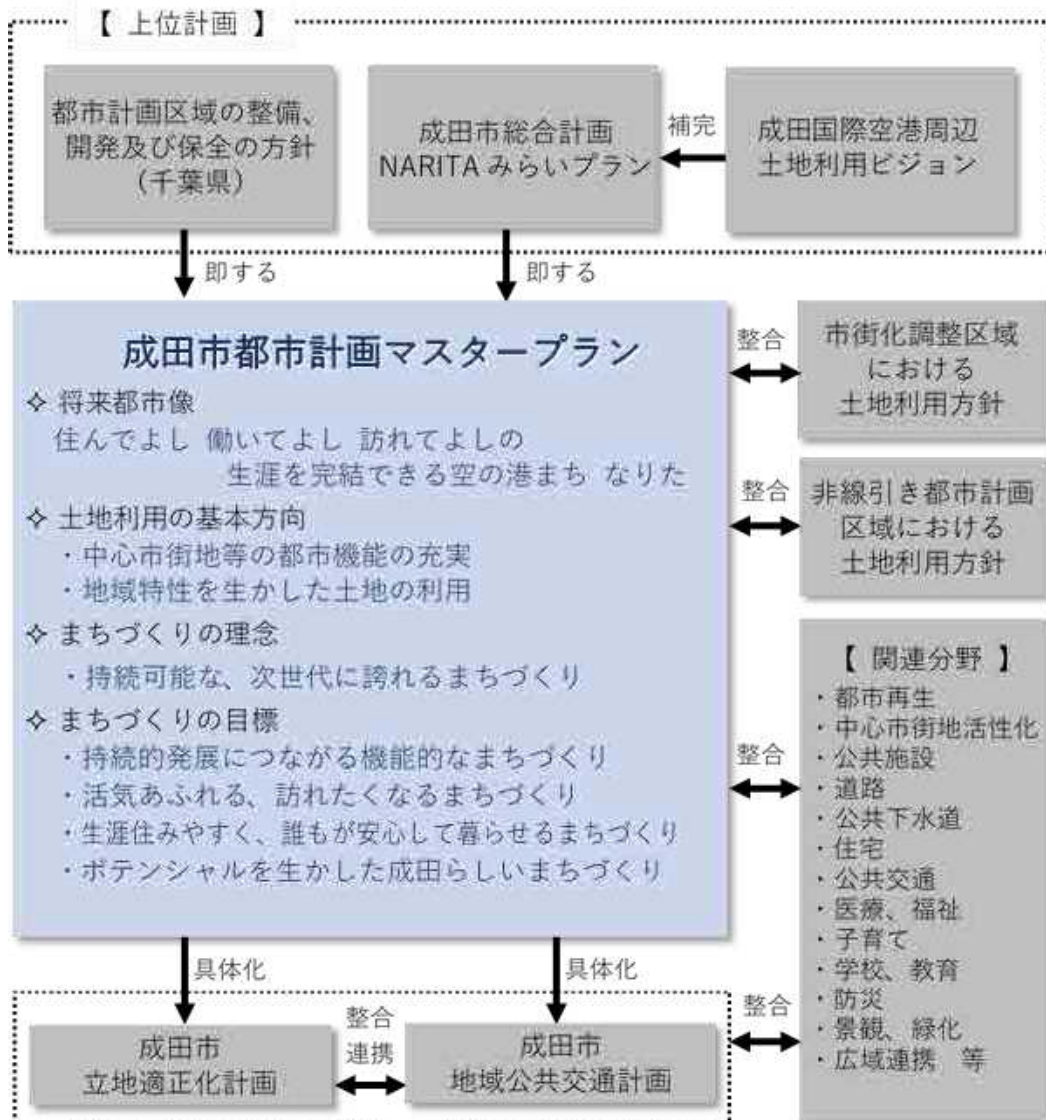 【 上位計画 】
都市計画区域の整備、
開発及び保全の方針
(千葉県)
成田市総合計画
NARITA みらいプラン
補完
成田国際空港周辺
土地利用ビジョン
即する
即する
成田市都市計画マスタープラン
✧ 将来都市像
住んでよし 働いてよし 訪れてよしの
生涯を完結できる空の港まち なりた
✧ 土地利用の基本方向
・中心市街地等の都市機能の充実
・地域特性を生かした土地の利用
✧ まちづくりの理念
・持続可能な、次世代に誇れるまちづくり
✧ まちづくりの目標
・持続的発展につながる機能的なまちづくり
・活気あふれる、訪れたくなるまちづくり
・生涯住みやすく、誰もが安心して暮らせるまちづくり
・ポテンシャルを生かした成田らしいまちづくり
整合
市街化調整区域
における
土地利用方針
整合
非線引き都市計画
区域における
土地利用方針
整合
【 関連分野 】
・都市再生
・中心市街地活性化
・公共施設
・道路
・公共下水道
・住宅
・公共交通
・医療、福祉
・子育て
・学校、教育
・防災
・景観、緑化
・広域連携 等
具体化
具体化
成田市
立地適正化計画
整合
連携
成田市
地域公共交通計画
整合